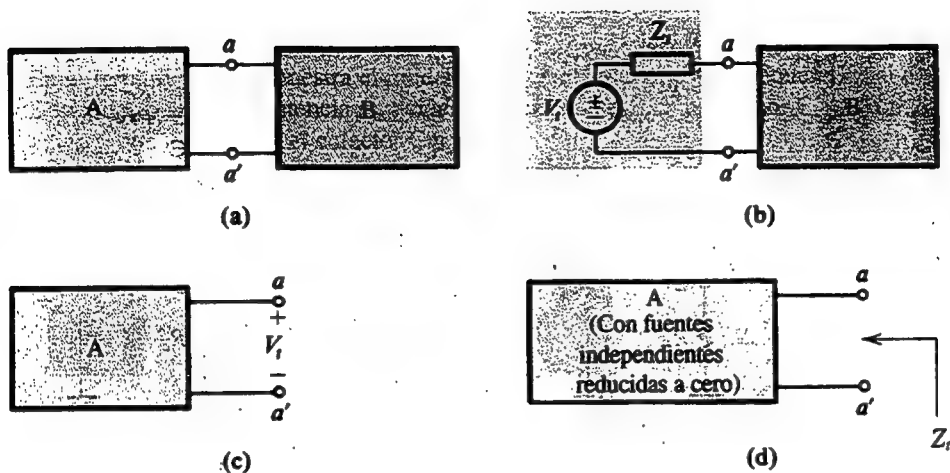 A a a' B
(a)
V_t Z_t a a' B
(b)
A a + V_t − a'
(c)
A
(Con fuentes
independientes
reducidas a cero)
a a' Z_t
(d)